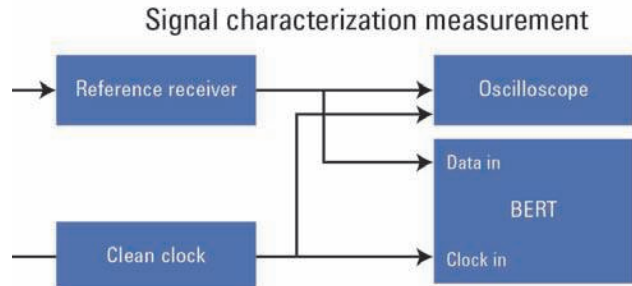 Signal characterization measurement
Reference receiver
Oscilloscope
Data in
BERT
Clean clock
Clock in